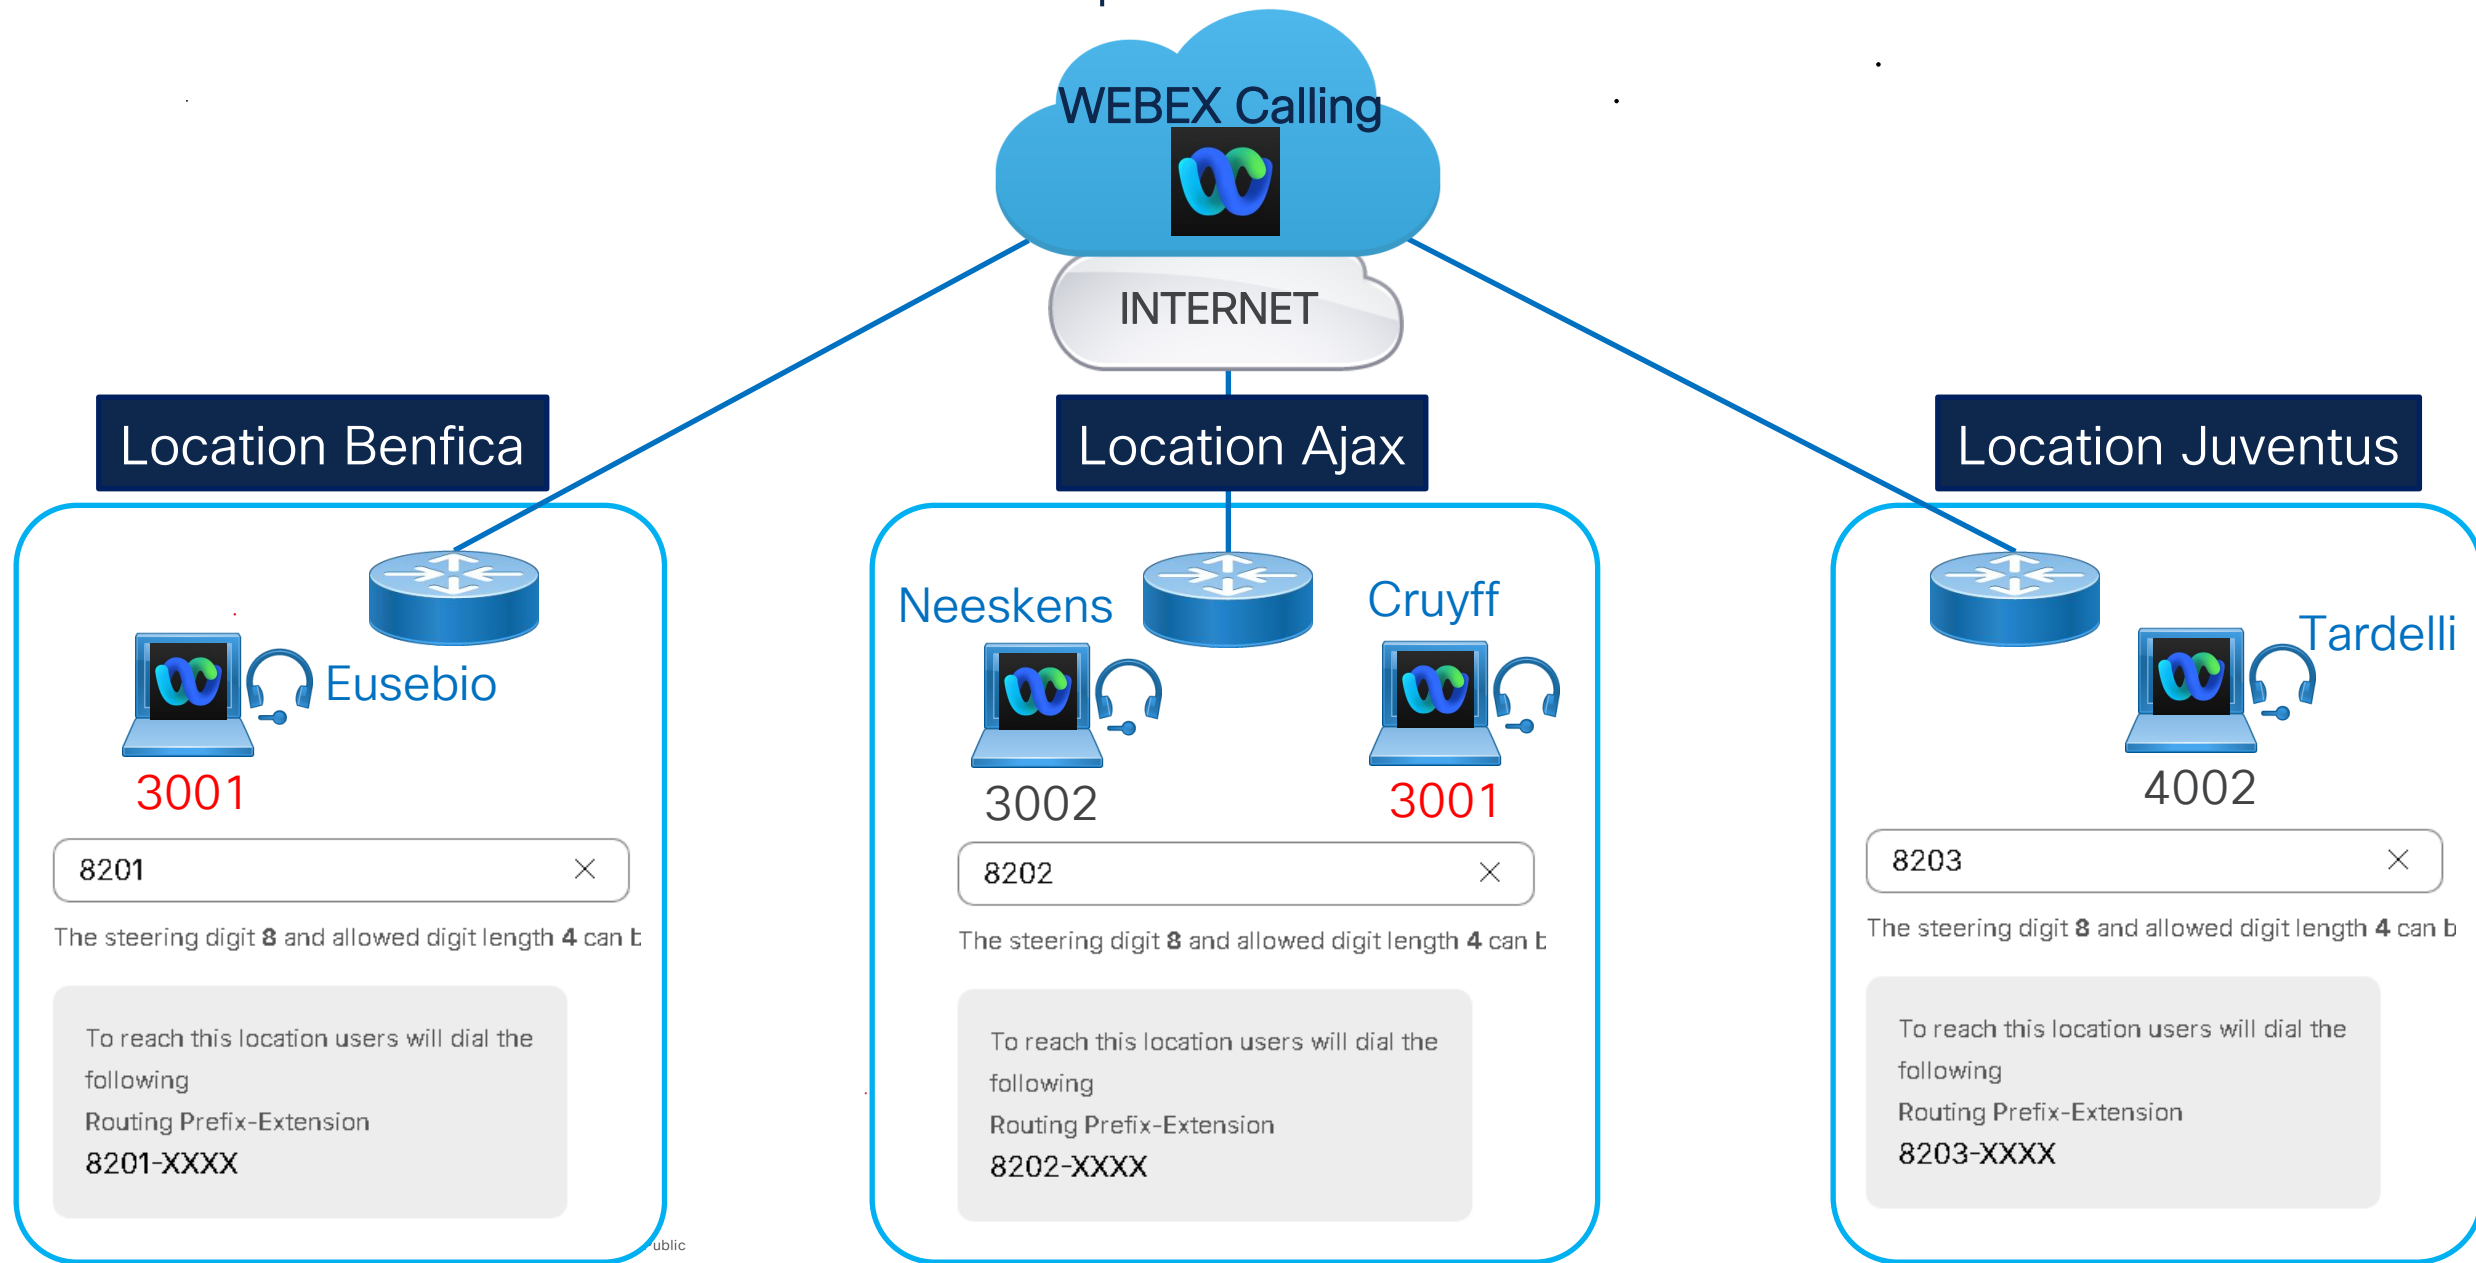 WEBEX Calling
INTERNET
Location Benfica
Location Ajax
Location Juventus
Eusebio
3001
8201
The steering digit 8 and allowed digit length 4 can
To reach this location users will dial the
following
Routing Prefix-Extension
8201-XXXX
Neeskens
Cruyff
3002
3001
8202
The steering digit 8 and allowed digit length 4 can
To reach this location users will dial the
following
Routing Prefix-Extension
8202-XXXX
Tardelli
4002
8203
The steering digit 8 and allowed digit length 4 can
To reach this location users will dial the
following
Routing Prefix-Extension
8203-XXXX